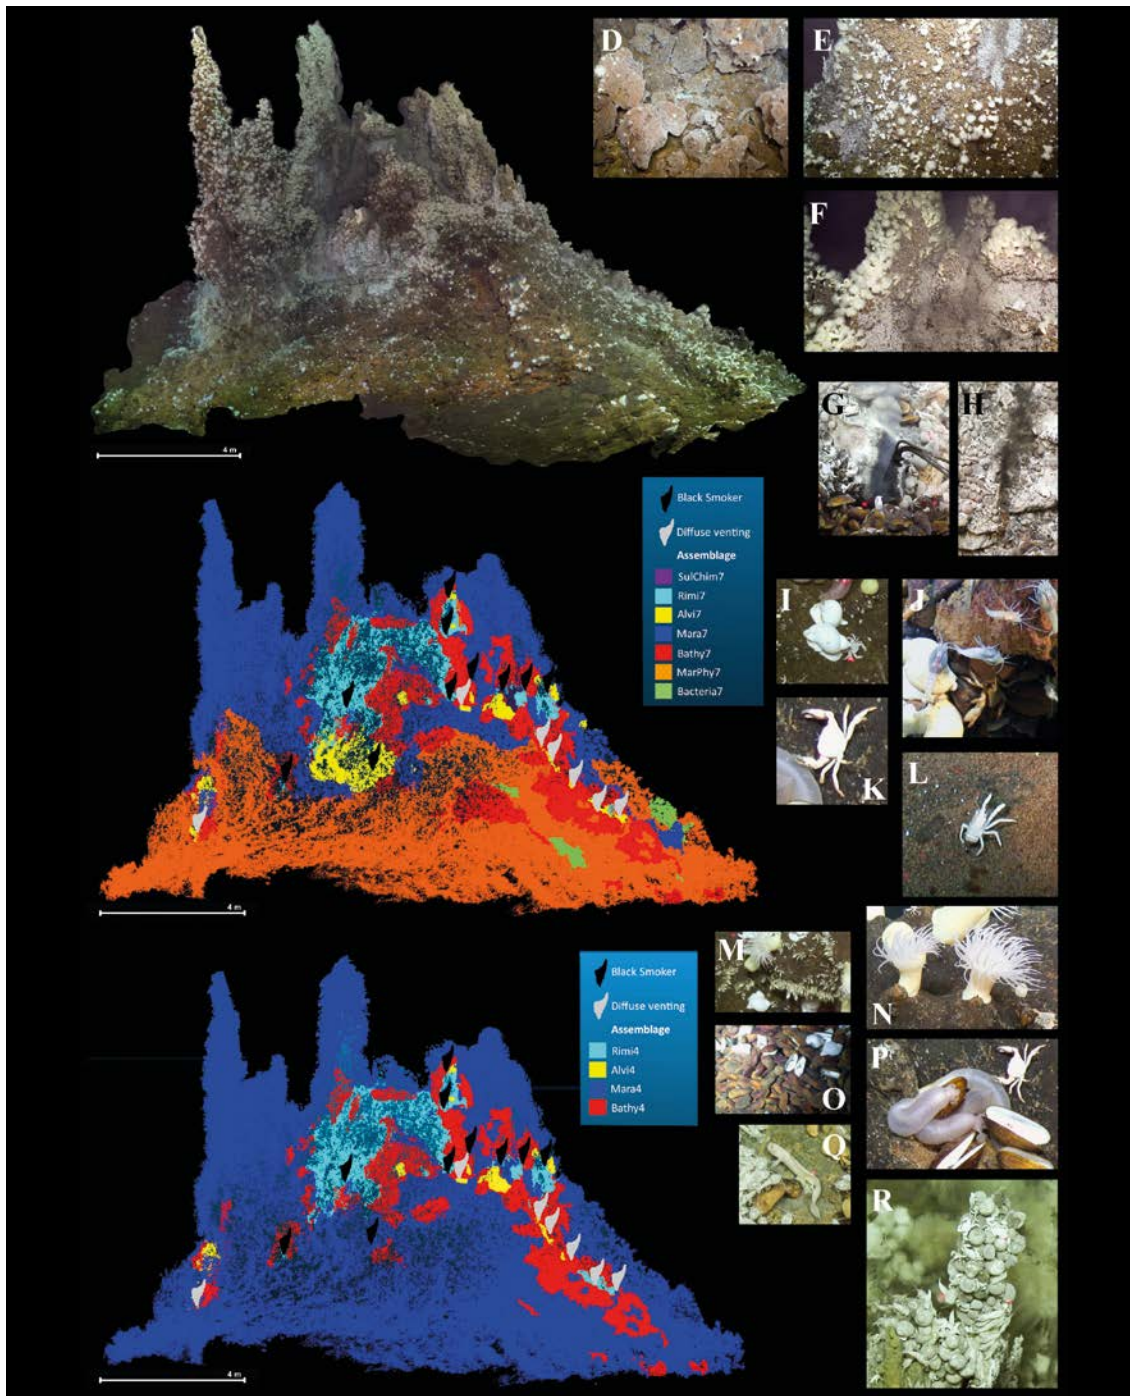 D
E
F
4 m
G
H
Black Smoker
Diffuse venting
Assemblage
SulChim7
Rimi7
Alvi7
Mara7
Bathy7
MarPhy7
Bacteria7
I
J
K
L
4 m
Black Smoker
Diffuse venting
Assemblage
Rimi4
Alvi4
Mara4
Bathy4
M
N
O
P
Q
R
4 m